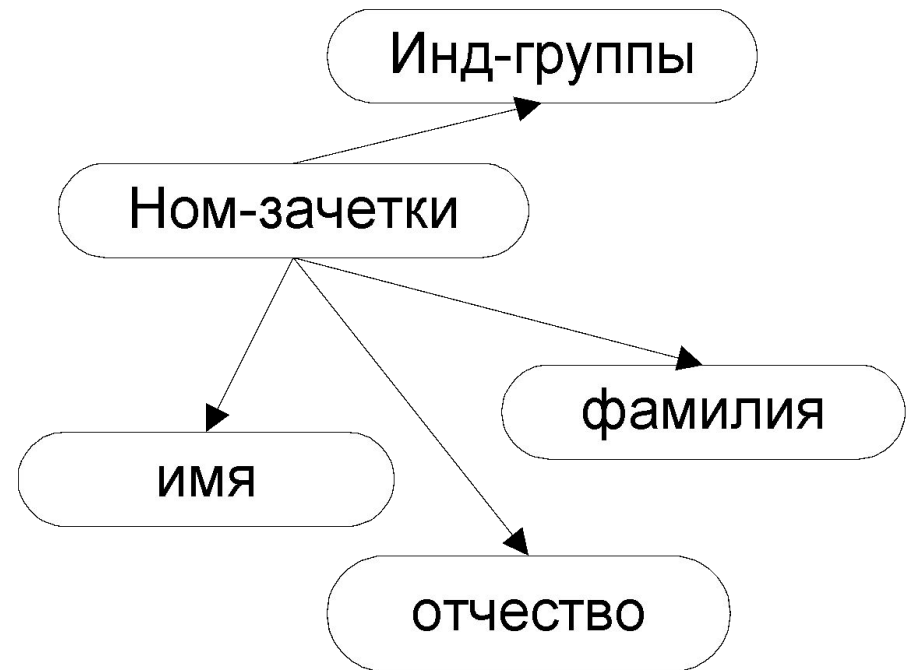 Инд-группы
Ном-зачетки
фамилия
имя
отчество